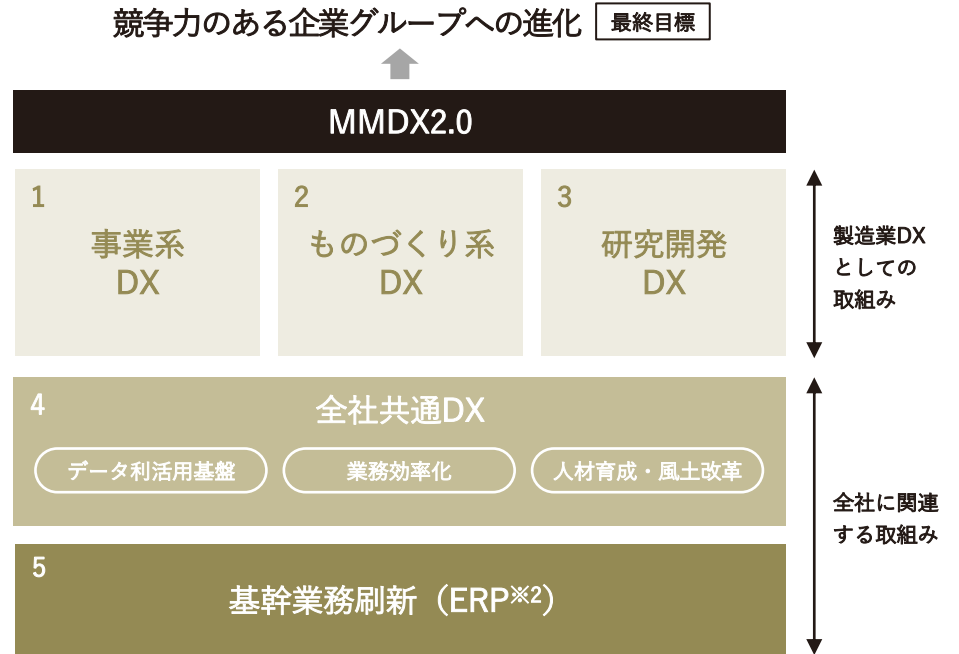 競争力のある企業グループへの進化 最終目標
MMDX2.0
1
事業系
DX
2
ものづくり系
DX
3
研究開発
DX
製造業DX
としての
取組み
4
全社共通DX
データ利活用基盤
業務効率化
人材育成・風土改革
5
基幹業務刷新（ERP※2）
全社に関連
する取組み